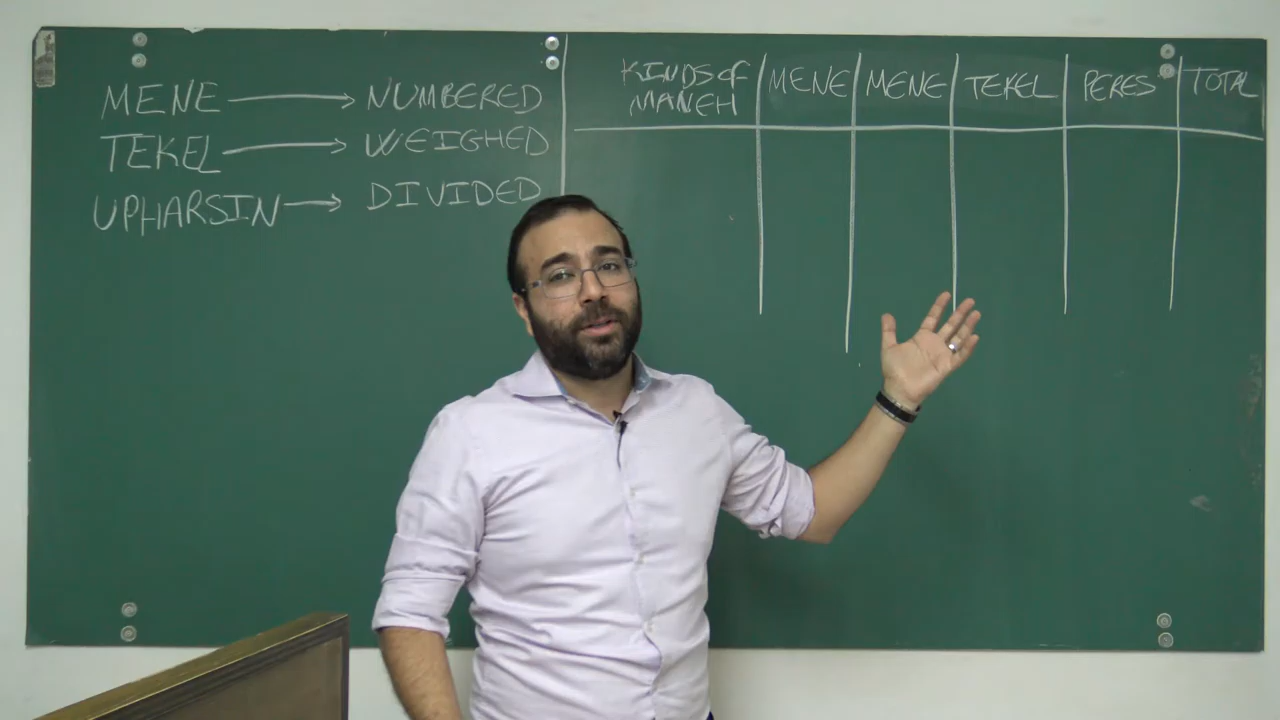 MENE → NUMBERED
TEKEL → WEIGHED
UPHARSIN → DIVIDED
KINDS OF MANEH | MENE | MENE | TEKEL | PERES | TOTAL